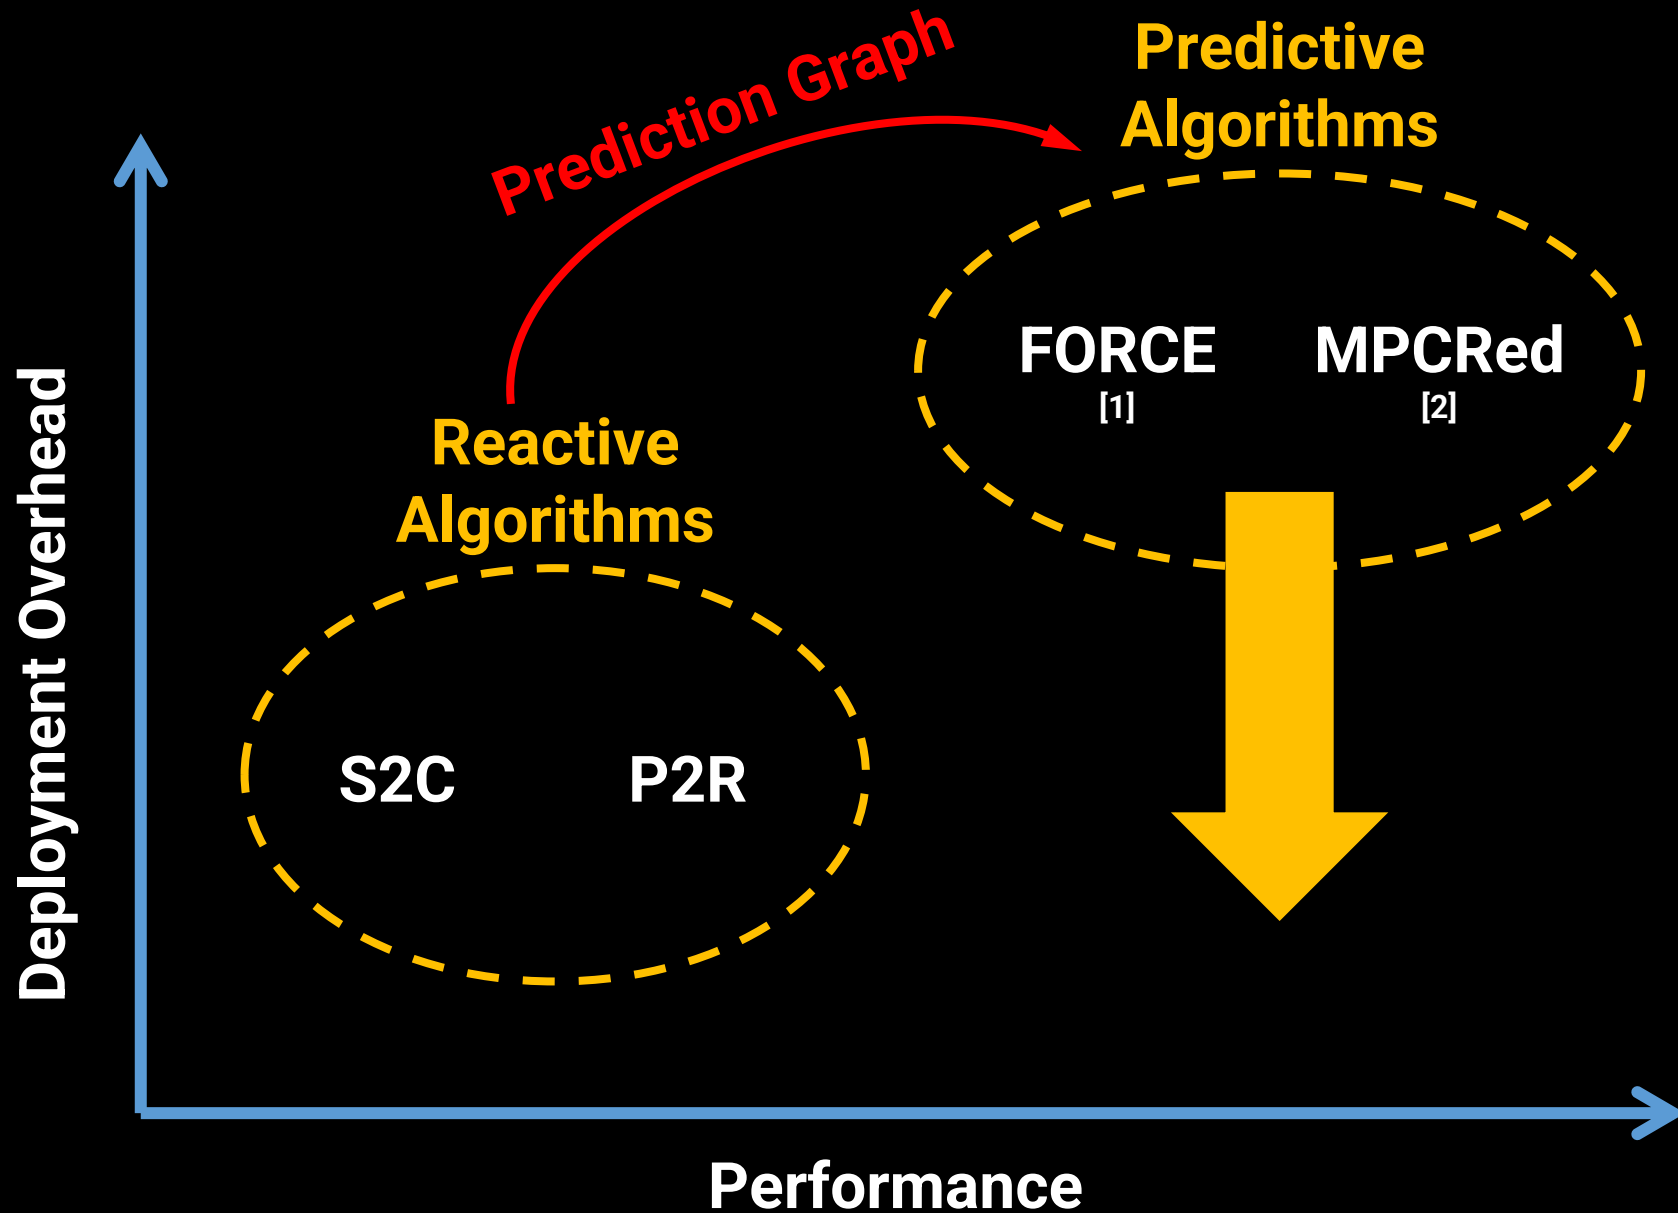 Prediction Graph
Predictive
Algorithms
FORCE
[1]
MPCRed
[2]
Reactive
Algorithms
S2C
P2R
Deployment Overhead
Performance